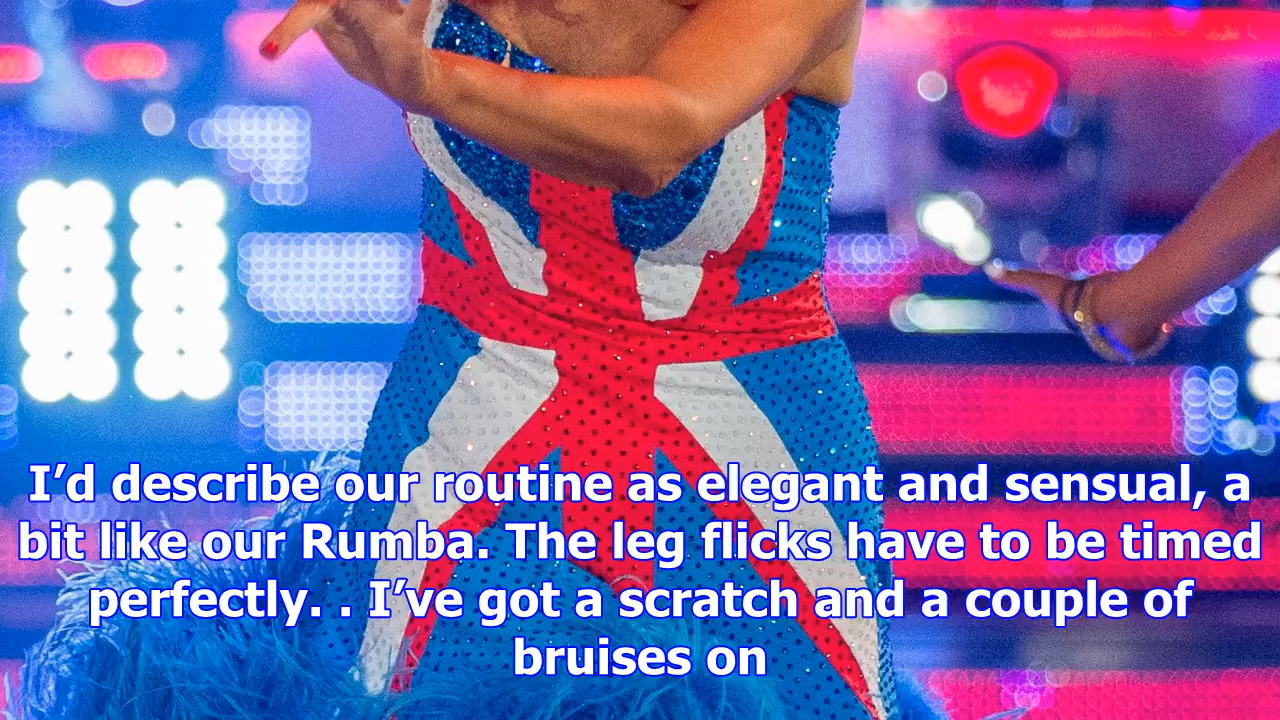 I’d describe our routine as elegant and sensual, a
bit like our Rumba. The leg flicks have to be timed
perfectly. . I’ve got a scratch and a couple of
bruises on